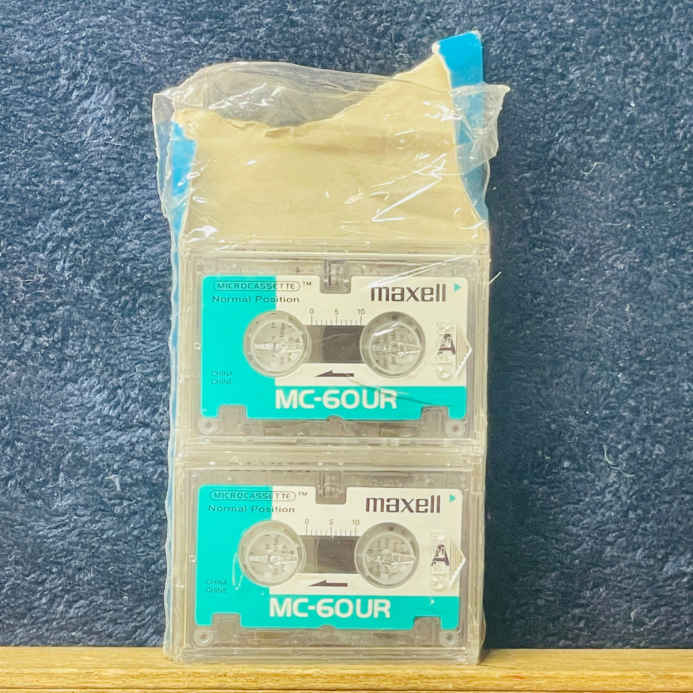 MICROCASSETTE™
maxell
Normal Position
0 5 10
A
CHINA
CHINE
MC-60UR
MICROCASSETTE™
maxell
Normal Position
0 5 10
A
CHINA
CHINE
MC-60UR